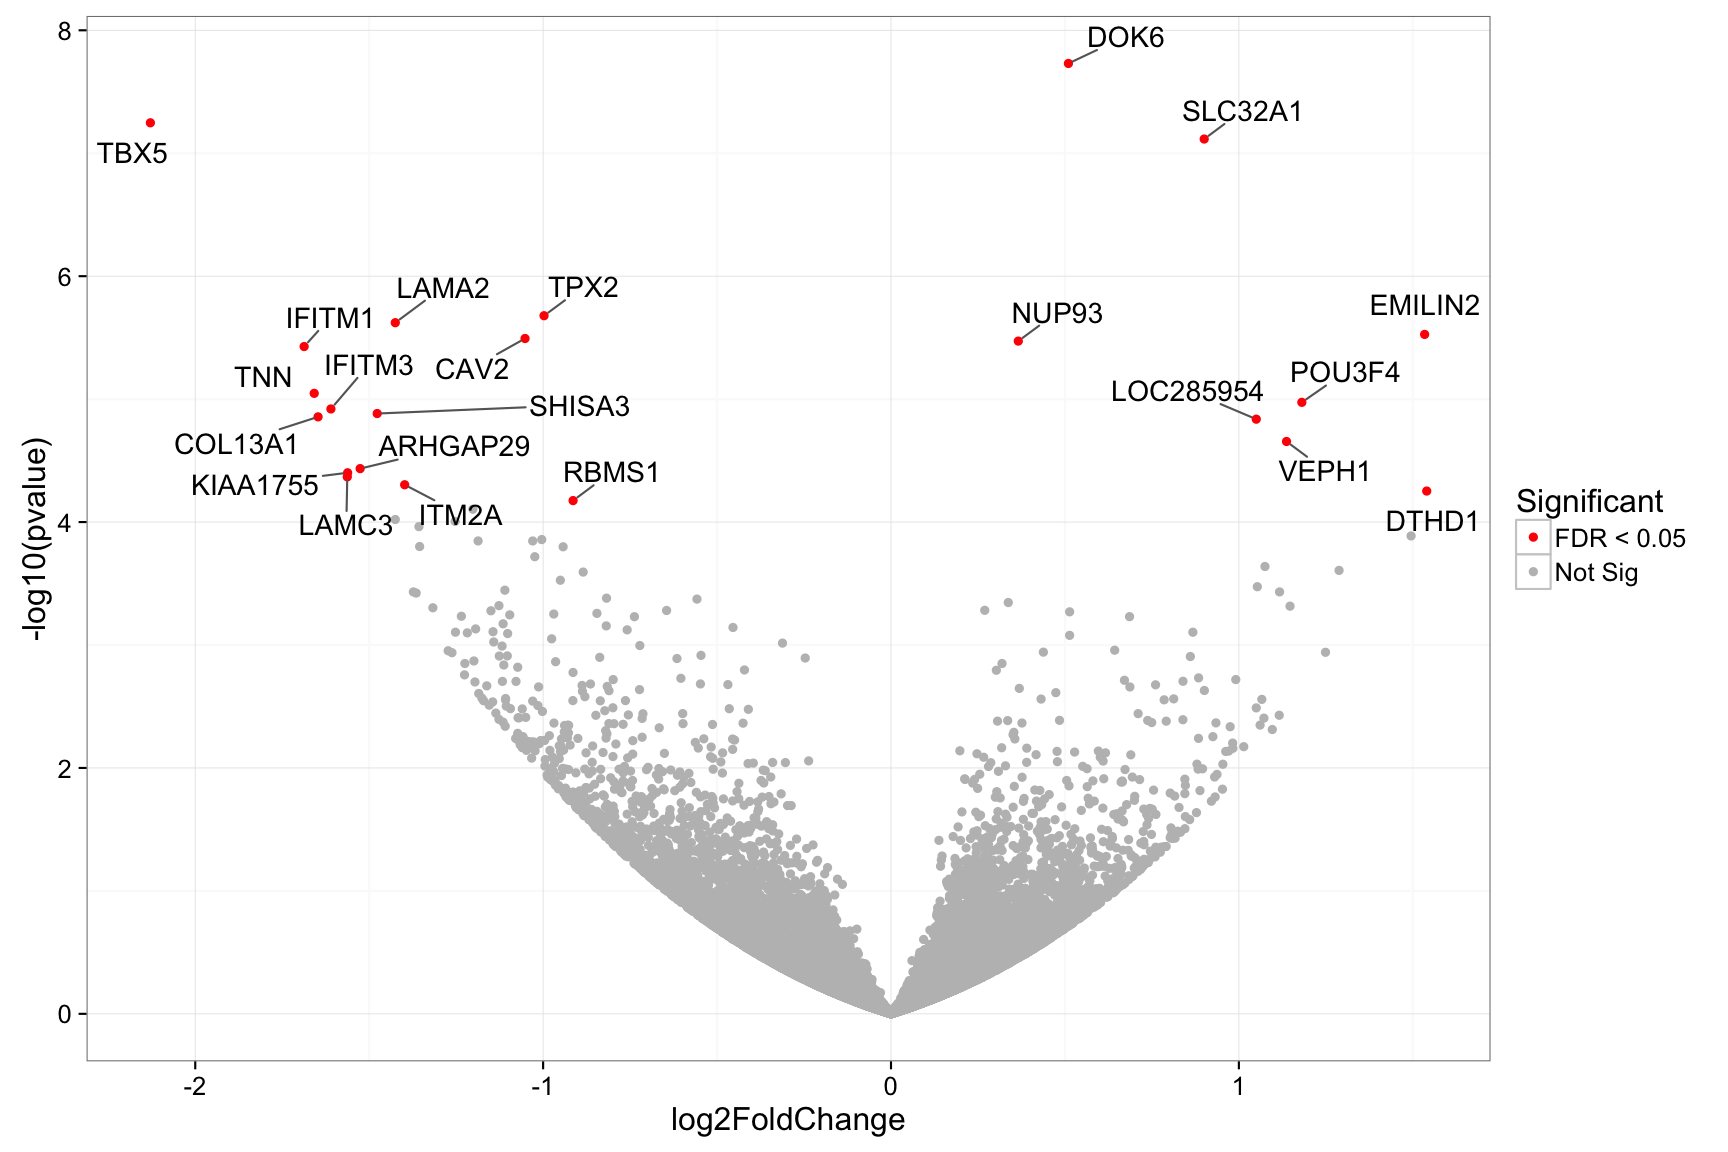 8
DOK6
SLC32A1
TBX5
6
LAMA2
TPX2
IFITM1
NUP93
EMILIN2
TNN
IFITM3
CAV2
POU3F4
LOC285954
SHISA3
COL13A1
ARHGAP29
KIAA1755
RBMS1
VEPH1
LAMC3
ITM2A
DTHD1
4
2
0
-log10(pvalue)
-2
-1
0
1
log2FoldChange
Significant
FDR < 0.05
Not Sig